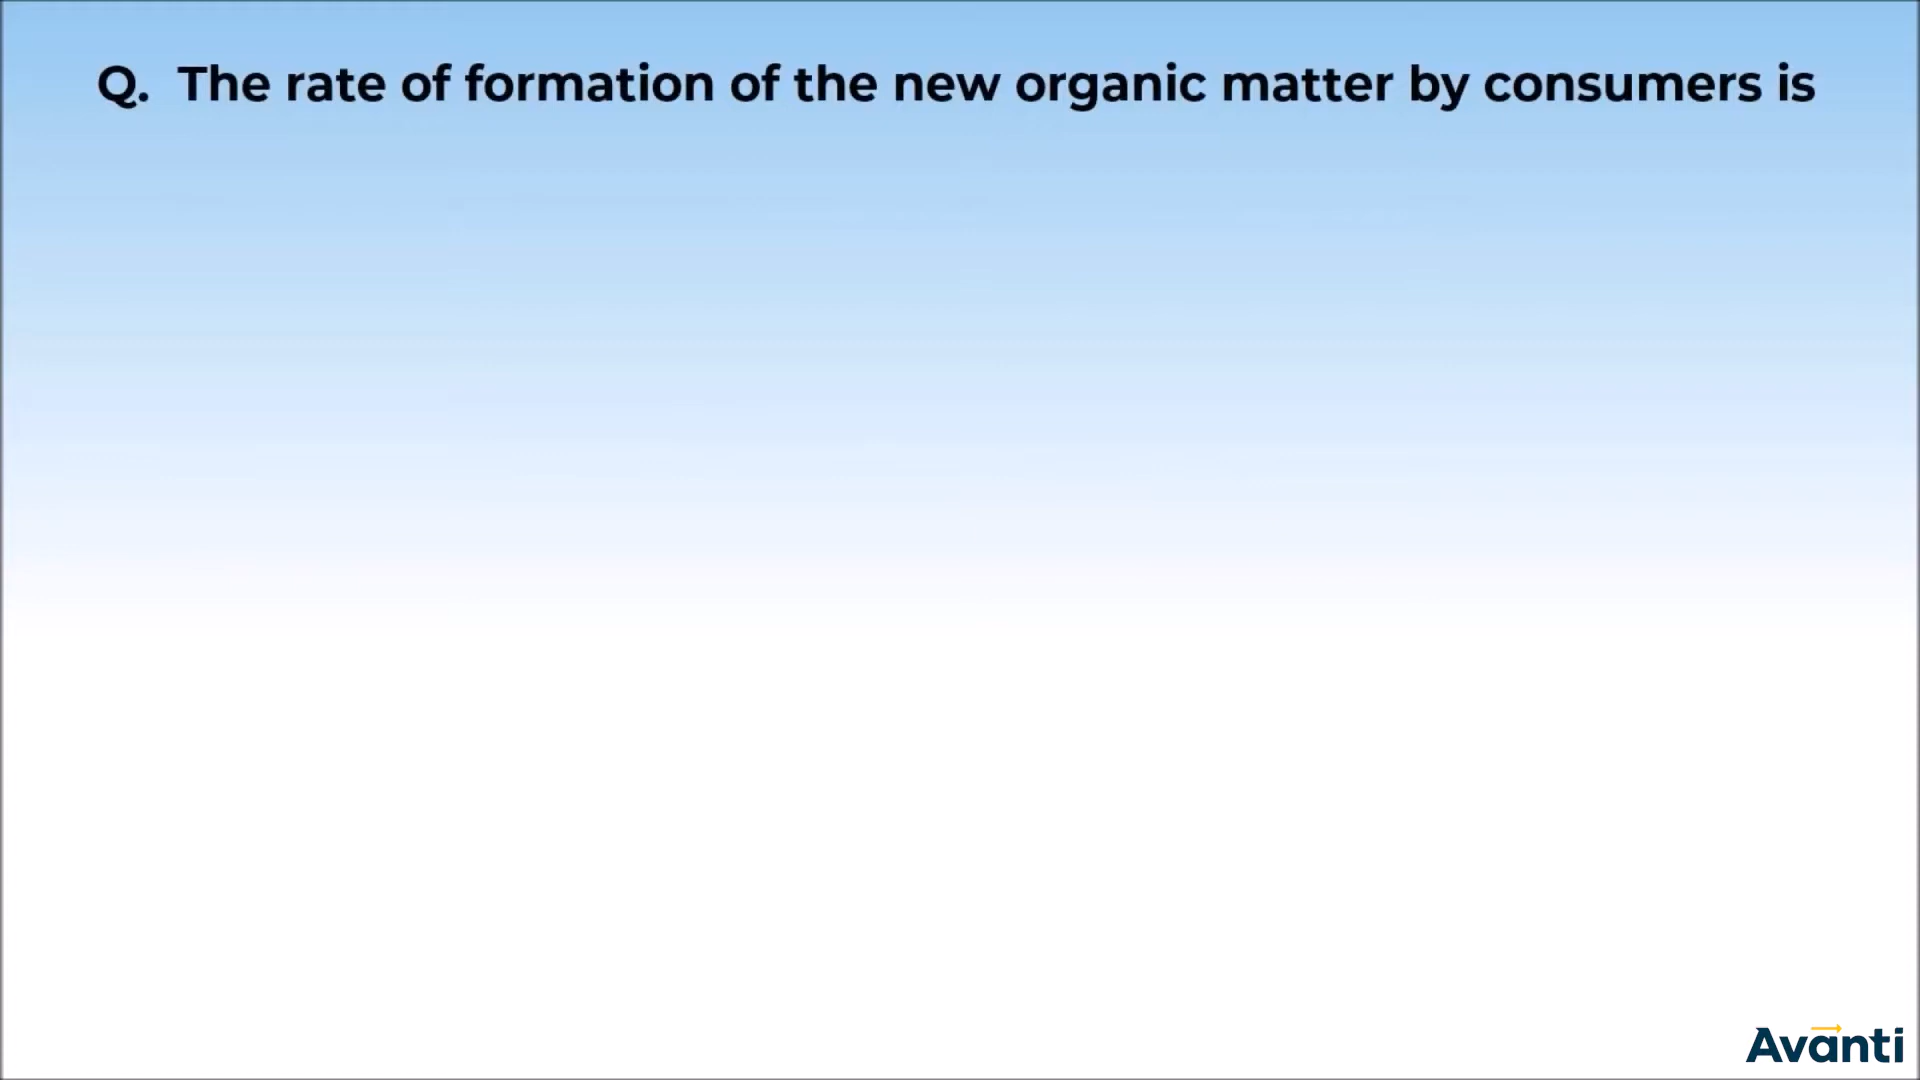 Q. The rate of formation of the new organic matter by consumers is
Avanti